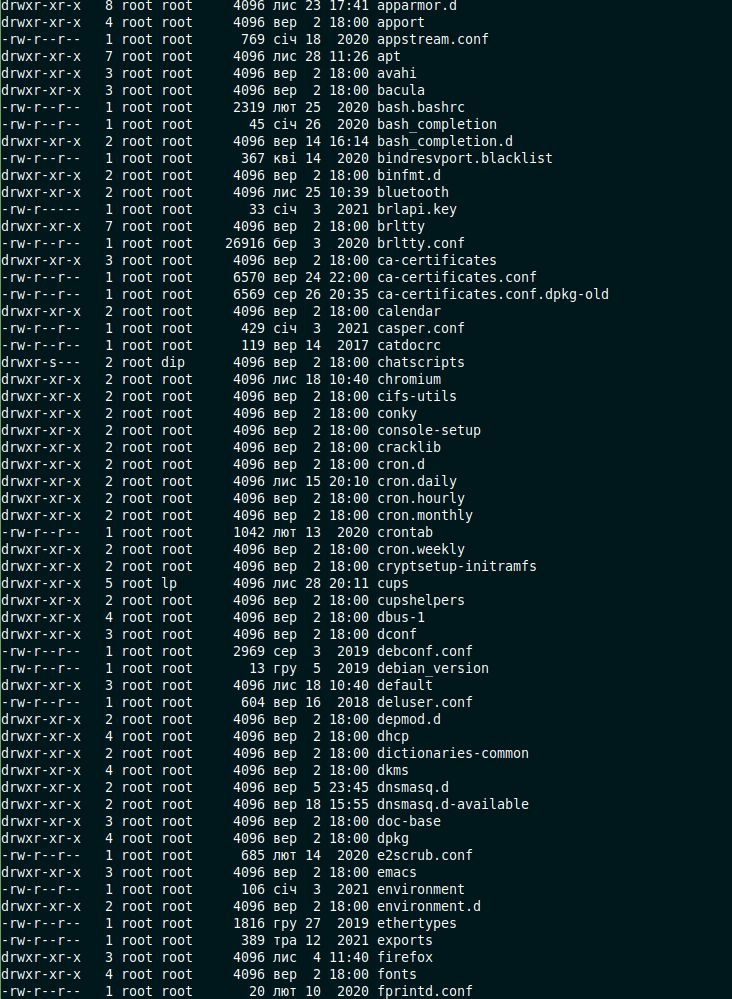 drwxr-xr-x   8 root root     4096 лис 23 17:41 apparmor.d
drwxr-xr-x   4 root root     4096 вер  2 18:00 apport
-rw-r--r--   1 root root      769 січ 18  2020 appstream.conf
drwxr-xr-x   7 root root     4096 лис 28 11:26 apt
drwxr-xr-x   3 root root     4096 вер  2 18:00 avahi
drwxr-xr-x   3 root root     4096 вер  2 18:00 bacula
-rw-r--r--   1 root root     2319 лют 25  2020 bash.bashrc
-rw-r--r--   1 root root       45 січ 26  2020 bash_completion
drwxr-xr-x   2 root root     4096 вер 14 16:14 bash_completion.d
-rw-r--r--   1 root root      367 кві 14  2020 bindresvport.blacklist
drwxr-xr-x   2 root root     4096 вер  2 18:00 binfmt.d
drwxr-xr-x   2 root root     4096 лис 25 10:39 bluetooth
-rw-r-----   1 root root       33 січ  3  2021 brlapi.key
drwxr-xr-x   7 root root     4096 вер  2 18:00 brltty
-rw-r--r--   1 root root    26916 бер  3  2020 brltty.conf
drwxr-xr-x   3 root root     4096 вер  2 18:00 ca-certificates
-rw-r--r--   1 root root     6570 вер 24 22:00 ca-certificates.conf
-rw-r--r--   1 root root     6569 сер 26 20:35 ca-certificates.conf.dpkg-old
drwxr-xr-x   2 root root     4096 вер  2 18:00 calendar
-rw-r--r--   1 root root      429 січ  3  2021 casper.conf
-rw-r--r--   1 root root      119 вер 14  2017 catdocrc
drwxr-s---   2 root dip      4096 вер  2 18:00 chatscripts
drwxr-xr-x   2 root root     4096 лис 18 10:40 chromium
drwxr-xr-x   2 root root     4096 вер  2 18:00 cifs-utils
drwxr-xr-x   2 root root     4096 вер  2 18:00 conky
drwxr-xr-x   2 root root     4096 вер  2 18:00 console-setup
drwxr-xr-x   2 root root     4096 вер  2 18:00 cracklib
drwxr-xr-x   2 root root     4096 вер  2 18:00 cron.d
drwxr-xr-x   2 root root     4096 лис 15 20:10 cron.daily
drwxr-xr-x   2 root root     4096 вер  2 18:00 cron.hourly
drwxr-xr-x   2 root root     4096 вер  2 18:00 cron.monthly
-rw-r--r--   1 root root     1042 лют 13  2020 crontab
drwxr-xr-x   2 root root     4096 вер  2 18:00 cron.weekly
drwxr-xr-x   2 root root     4096 вер  2 18:00 cryptsetup-initramfs
drwxr-xr-x   5 root lp       4096 лис 28 20:11 cups
drwxr-xr-x   2 root root     4096 вер  2 18:00 cupshelpers
drwxr-xr-x   4 root root     4096 вер  2 18:00 dbus-1
drwxr-xr-x   3 root root     4096 вер  2 18:00 dconf
-rw-r--r--   1 root root     2969 сер  3  2019 debconf.conf
-rw-r--r--   1 root root       13 гру  5  2019 debian_version
drwxr-xr-x   3 root root     4096 лис 18 10:40 default
-rw-r--r--   1 root root      604 вер 16  2018 deluser.conf
drwxr-xr-x   2 root root     4096 вер  2 18:00 depmod.d
drwxr-xr-x   4 root root     4096 вер  2 18:00 dhcp
drwxr-xr-x   2 root root     4096 вер  2 18:00 dictionaries-common
drwxr-xr-x   4 root root     4096 вер  2 18:00 dkms
drwxr-xr-x   2 root root     4096 вер  5 23:45 dnsmasq.d
drwxr-xr-x   2 root root     4096 вер 18 15:55 dnsmasq.d-available
drwxr-xr-x   3 root root     4096 вер  2 18:00 doc-base
drwxr-xr-x   4 root root     4096 вер  2 18:00 dpkg
-rw-r--r--   1 root root      685 лют 14  2020 e2scrub.conf
drwxr-xr-x   3 root root     4096 вер  2 18:00 emacs
-rw-r--r--   1 root root      106 січ  3  2021 environment
drwxr-xr-x   2 root root     4096 вер  2 18:00 environment.d
-rw-r--r--   1 root root     1816 гру 27  2019 ethertypes
-rw-r--r--   1 root root      389 тра 12  2021 exports
drwxr-xr-x   3 root root     4096 лис  4 11:40 firefox
drwxr-xr-x   4 root root     4096 вер  2 18:00 fonts
-rw-r--r--   1 root root       20 лют 10  2020 fprintd.conf